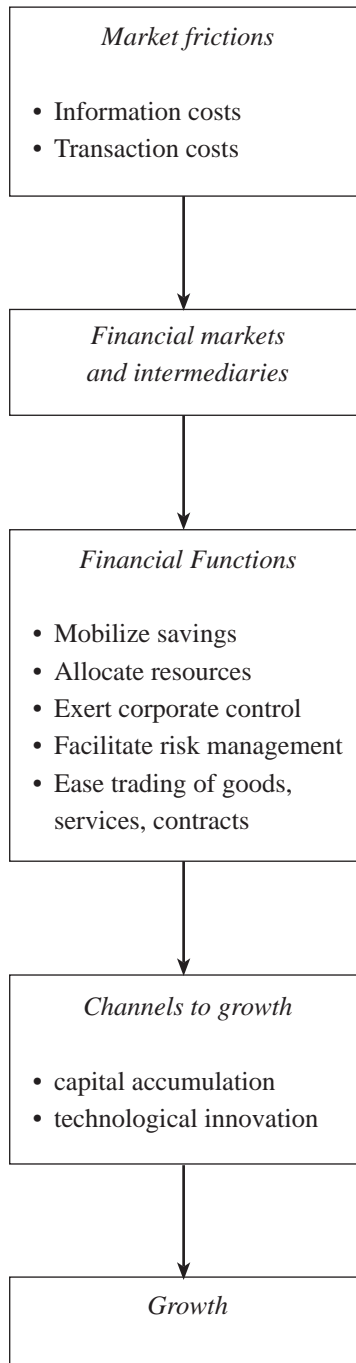 Market frictions
• Information costs
• Transaction costs
Financial markets
and intermediaries
Financial Functions
• Mobilize savings
• Allocate resources
• Exert corporate control
• Facilitate risk management
• Ease trading of goods,
services, contracts
Channels to growth
• capital accumulation
• technological innovation
Growth